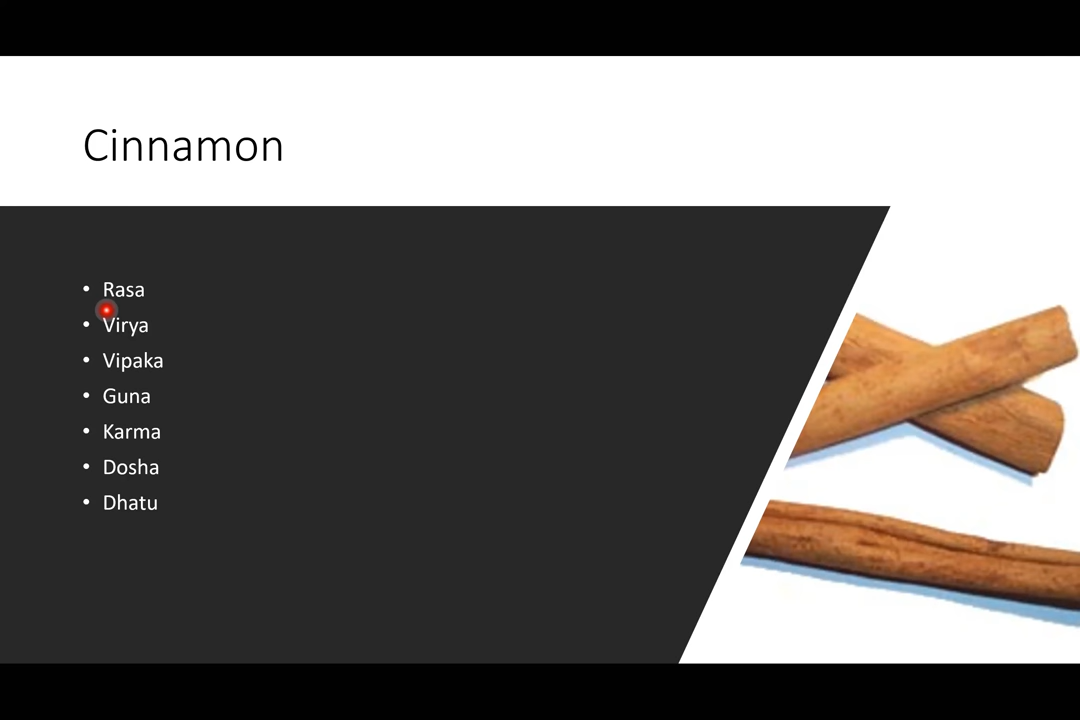 Cinnamon
• Rasa
• Virya
• Vipaka
• Guna
• Karma
• Dosha
• Dhatu